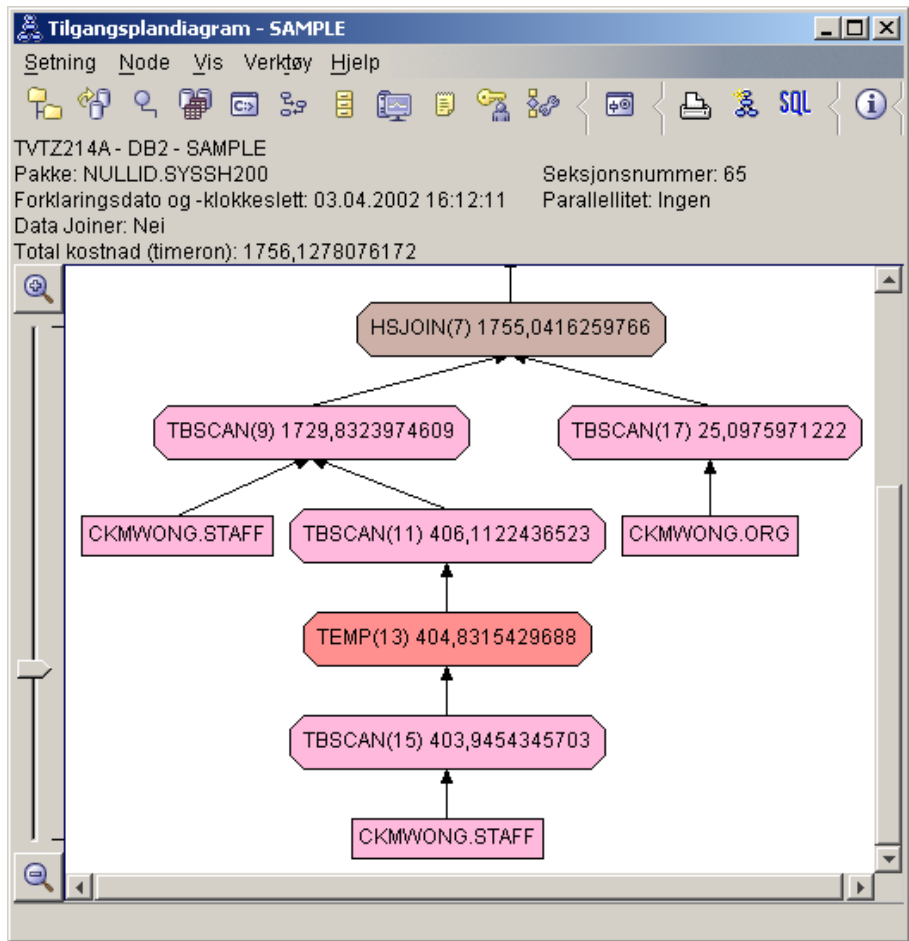 Tilgangsplandiagram - SAMPLE
Setning Node Vis Verktøy Hjelp
C:> SQL i
TVTZ214A - DB2 - SAMPLE
Pakke: NULLID.SYSSH200 Seksjonsnummer: 65
Forklaringsdato og -klokkeslett: 03.04.2002 16:12:11 Parallellitet: Ingen
Data Joiner: Nei
Total kostnad (timeron): 1756,1278076172
HSJOIN(7) 1755,0416259766
TBSCAN(9) 1729,8323974609 TBSCAN(17) 25,0975971222
CKMWONG.STAFF TBSCAN(11) 406,1122436523 CKMWONG.ORG
TEMP(13) 404,8315429688
TBSCAN(15) 403,9454345703
CKMWONG.STAFF